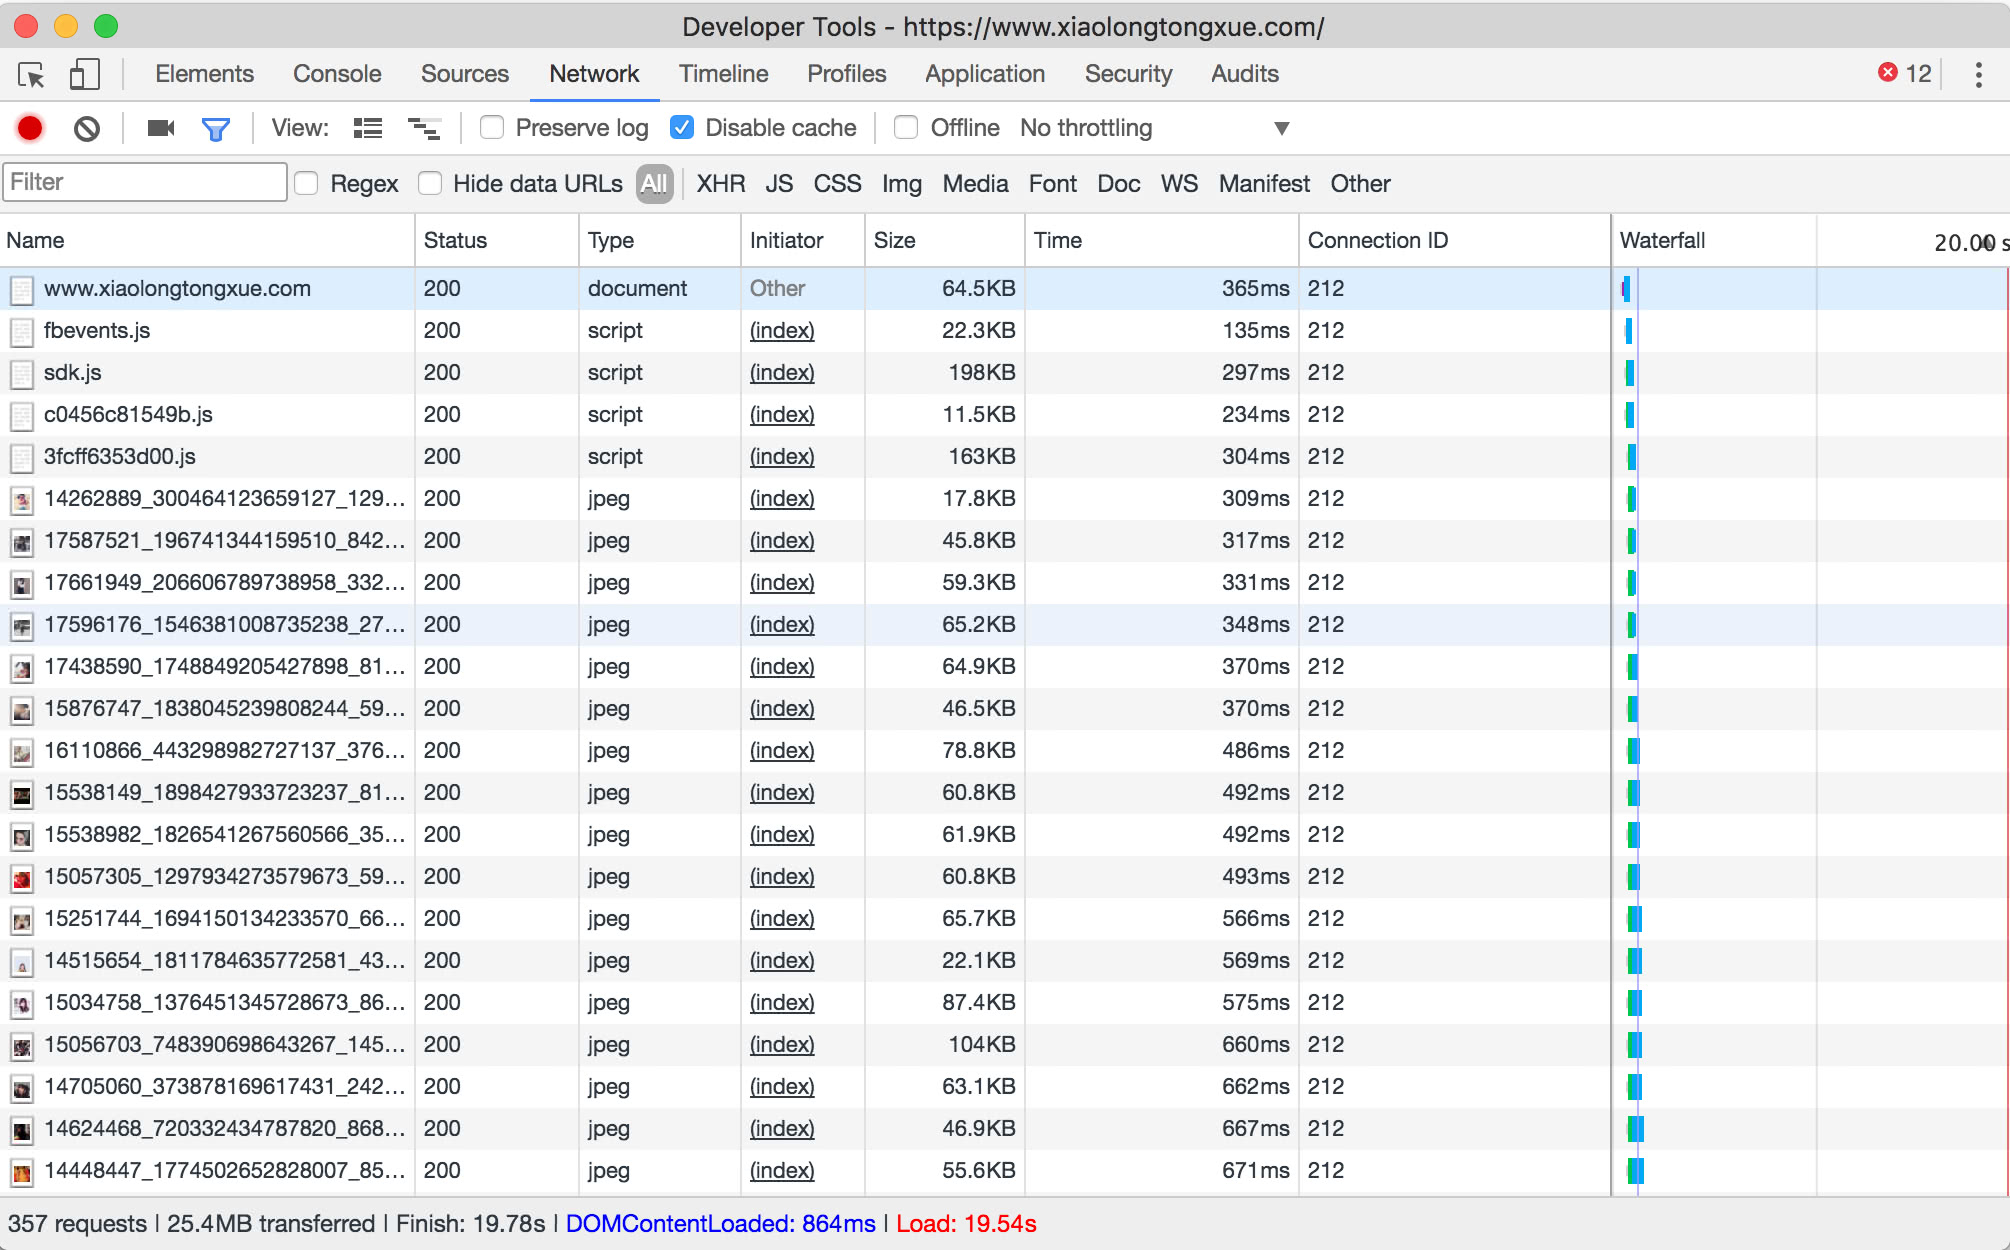 Developer Tools - https://www.xiaolongtongxue.com/
Elements Console Sources Network Timeline Profiles Application Security Audits 12
View: Preserve log Disable cache Offline No throttling
Filter Regex Hide data URLs All XHR JS CSS Img Media Font Doc WS Manifest Other
Name Status Type Initiator Size Time Connection ID Waterfall 20.00 s
www.xiaolongtongxue.com 200 document Other 64.5KB 365ms 212
fbevents.js 200 script (index) 22.3KB 135ms 212
sdk.js 200 script (index) 198KB 297ms 212
c0456c81549b.js 200 script (index) 11.5KB 234ms 212
3fcff6353d00.js 200 script (index) 163KB 304ms 212
14262889_300464123659127_129... 200 jpeg (index) 17.8KB 309ms 212
17587521_196741344159510_842... 200 jpeg (index) 45.8KB 317ms 212
17661949_206606789738958_332... 200 jpeg (index) 59.3KB 331ms 212
17596176_1546381008735238_27... 200 jpeg (index) 65.2KB 348ms 212
17438590_1748849205427898_81... 200 jpeg (index) 64.9KB 370ms 212
15876747_1838045239808244_59... 200 jpeg (index) 46.5KB 370ms 212
16110866_443298982727137_376... 200 jpeg (index) 78.8KB 486ms 212
15538149_1898427933723237_81... 200 jpeg (index) 60.8KB 492ms 212
15538982_1826541267560566_35... 200 jpeg (index) 61.9KB 492ms 212
15057305_1297934273579673_59... 200 jpeg (index) 60.8KB 493ms 212
15251744_1694150134233570_66... 200 jpeg (index) 65.7KB 566ms 212
14515654_1811784635772581_43... 200 jpeg (index) 22.1KB 569ms 212
15034758_1376451345728673_86... 200 jpeg (index) 87.4KB 575ms 212
15056703_748390698643267_145... 200 jpeg (index) 104KB 660ms 212
14705060_373878169617431_242... 200 jpeg (index) 63.1KB 662ms 212
14624468_720332434787820_868... 200 jpeg (index) 46.9KB 667ms 212
14448447_1774502652828007_85... 200 jpeg (index) 55.6KB 671ms 212
357 requests | 25.4MB transferred | Finish: 19.78s | DOMContentLoaded: 864ms | Load: 19.54s